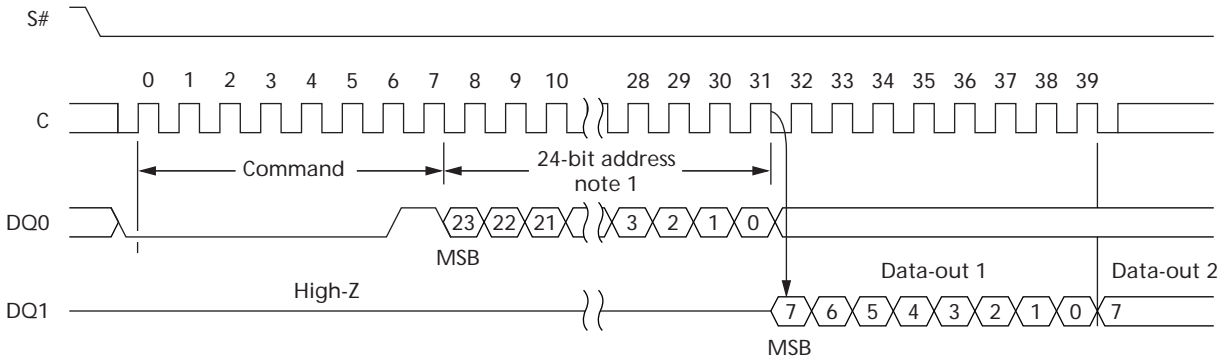 S#
0 1 2 3 4 5 6 7 8 9 10 28 29 30 31 32 33 34 35 36 37 38 39
C
Command
24-bit address
note 1
DQ0
23 22 21 3 2 1 0
MSB
Data-out 1
Data-out 2
High-Z
DQ1
7 6 5 4 3 2 1 0 7
MSB